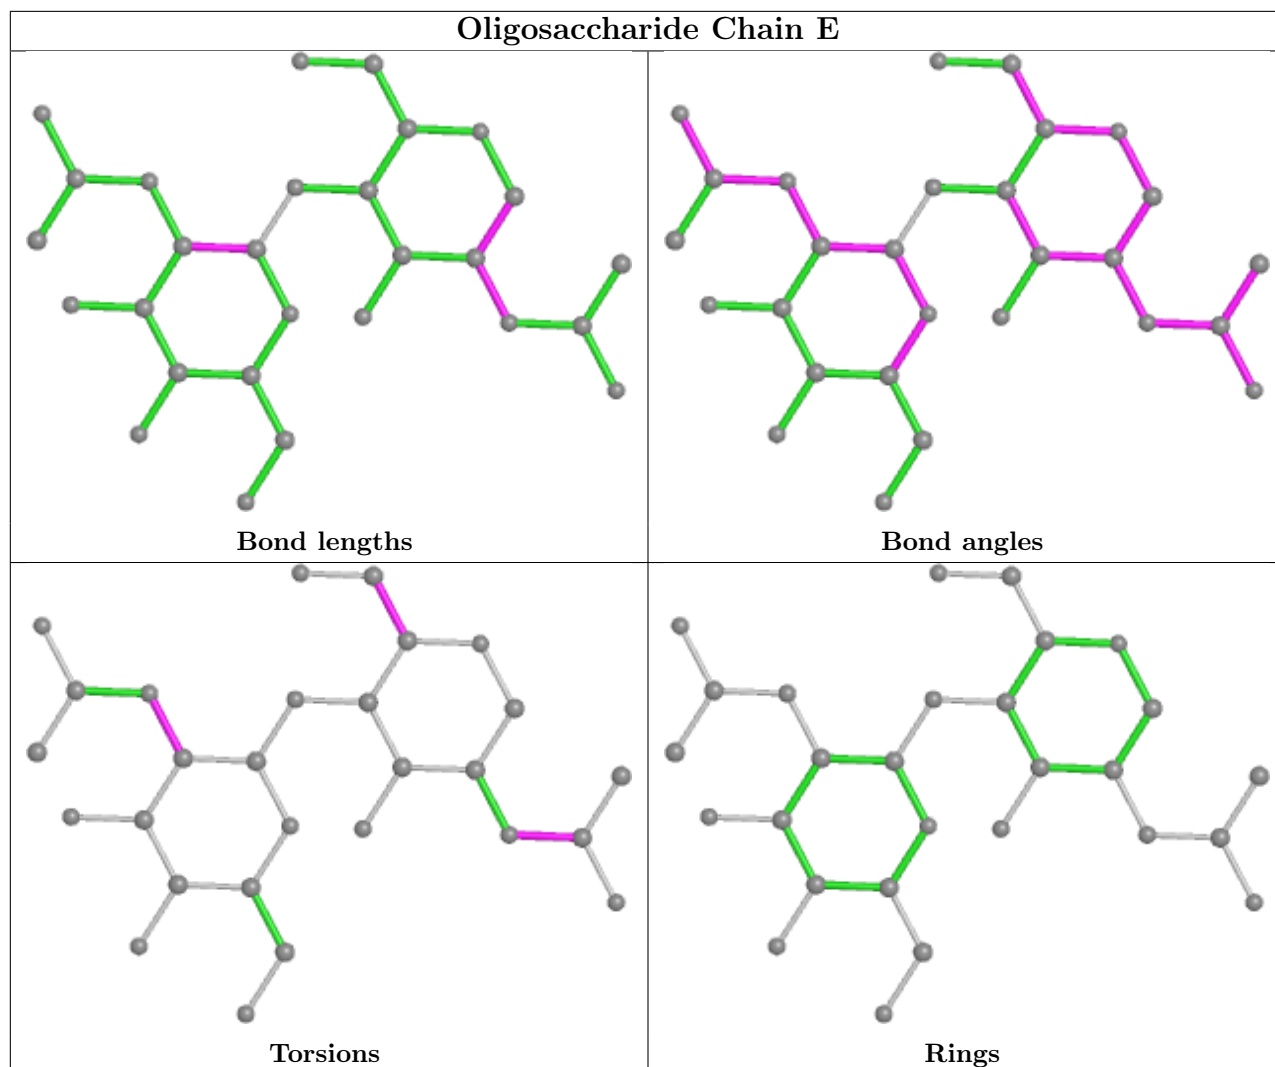 Oligosaccharide Chain E
Bond lengths
Bond angles
Torsions
Rings